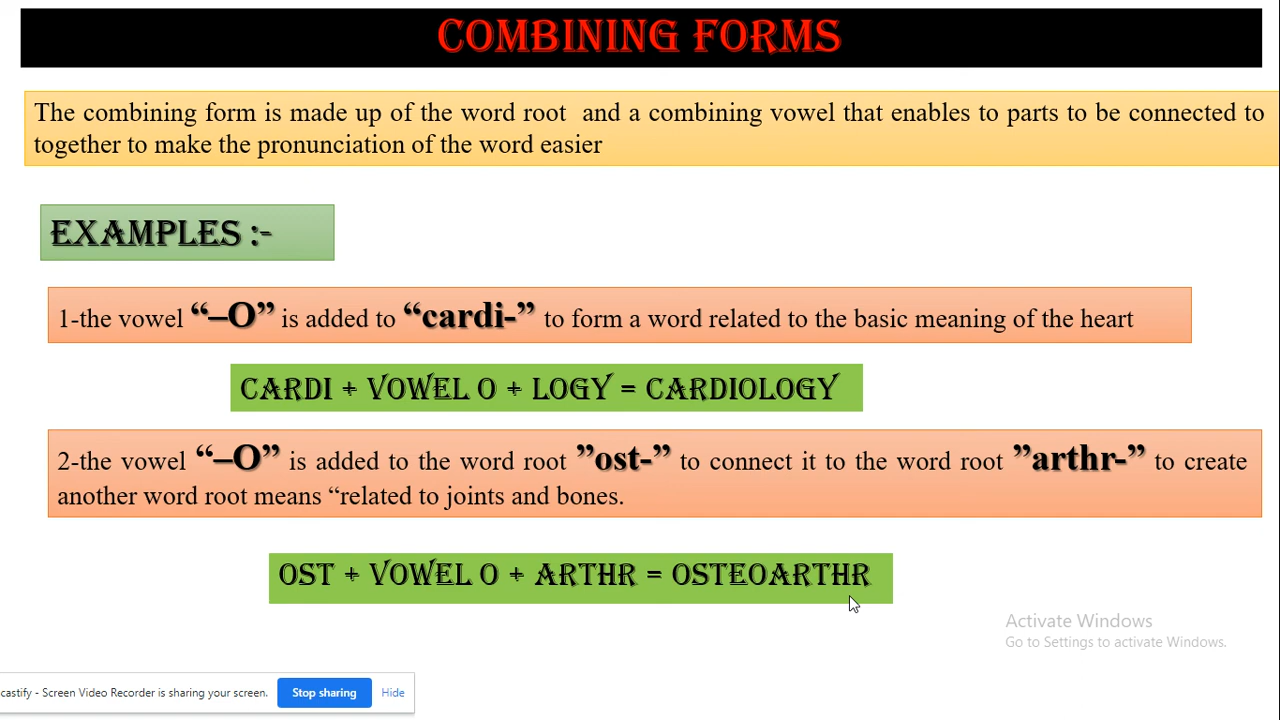 COMBINING FORMS
The combining form is made up of the word root and a combining vowel that enables to parts to be connected to
together to make the pronunciation of the word easier
EXAMPLES :-
1-the vowel “–O” is added to “cardi-” to form a word related to the basic meaning of the heart
CARDI + VOWEL O + LOGY = CARDIOLOGY
2-the vowel “–O” is added to the word root ”ost-” to connect it to the word root ”arthr-” to create
another word root means “related to joints and bones.
OST + VOWEL O + ARTHR = OSTEOARTHR
Activate Windows
Go to Settings to activate Windows.
castify - Screen Video Recorder is sharing your screen.
Stop sharing
Hide